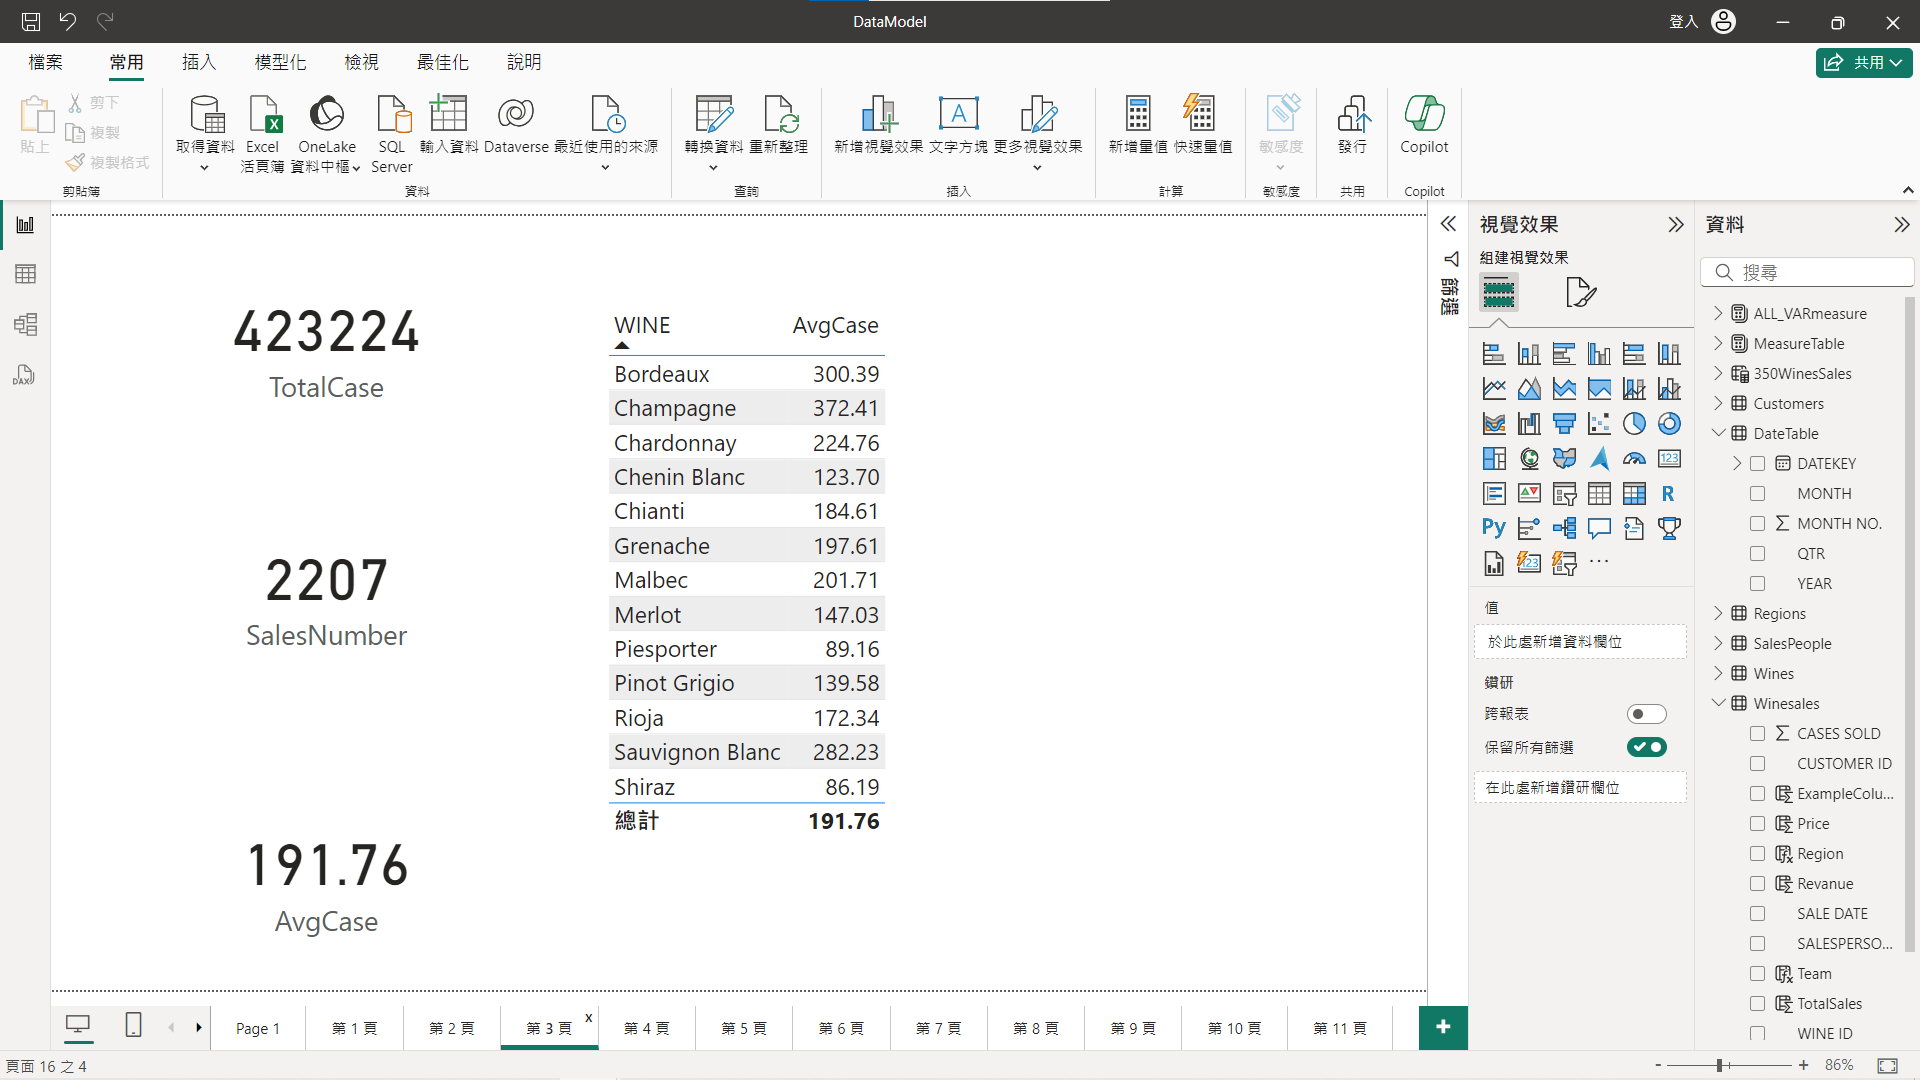 DataModel
登入
檔案
常用
插入
模型化
檢視
最佳化
說明
共用
貼上
剪下
複製
複製格式
剪貼簿
取得資料
Excel
活頁簿
OneLake
資料中樞
SQL
Server
輸入資料
Dataverse
最近使用的來源
資料
轉換資料
重新整理
查詢
新增視覺效果
文字方塊
更多視覺效果
插入
新增量值
快速量值
計算
敏感度
敏感度
發行
共用
Copilot
Copilot
423224
TotalCase
2207
SalesNumber
191.76
AvgCase
WINE AvgCase
Bordeaux 300.39
Champagne 372.41
Chardonnay 224.76
Chenin Blanc 123.70
Chianti 184.61
Grenache 197.61
Malbec 201.71
Merlot 147.03
Piesporter 89.16
Pinot Grigio 139.58
Rioja 172.34
Sauvignon Blanc 282.23
Shiraz 86.19
總計 191.76
篩選
視覺效果
組建視覺效果
123
R
Py
123
值
於此處新增資料欄位
鑽研
跨報表
保留所有篩選
在此處新增鑽研欄位
資料
搜尋
ALL_VARmeasure
MeasureTable
350WinesSales
Customers
DateTable
DATEKEY
MONTH
MONTH NO.
QTR
YEAR
Regions
SalesPeople
Wines
Winesales
CASES SOLD
CUSTOMER ID
ExampleColu...
Price
Region
Revanue
SALE DATE
SALESPERSO...
Team
TotalSales
WINE ID
Page 1
第 1 頁
第 2 頁
第 3 頁
x
第 4 頁
第 5 頁
第 6 頁
第 7 頁
第 8 頁
第 9 頁
第 10 頁
第 11 頁
頁面 16 之 4
- + 86%